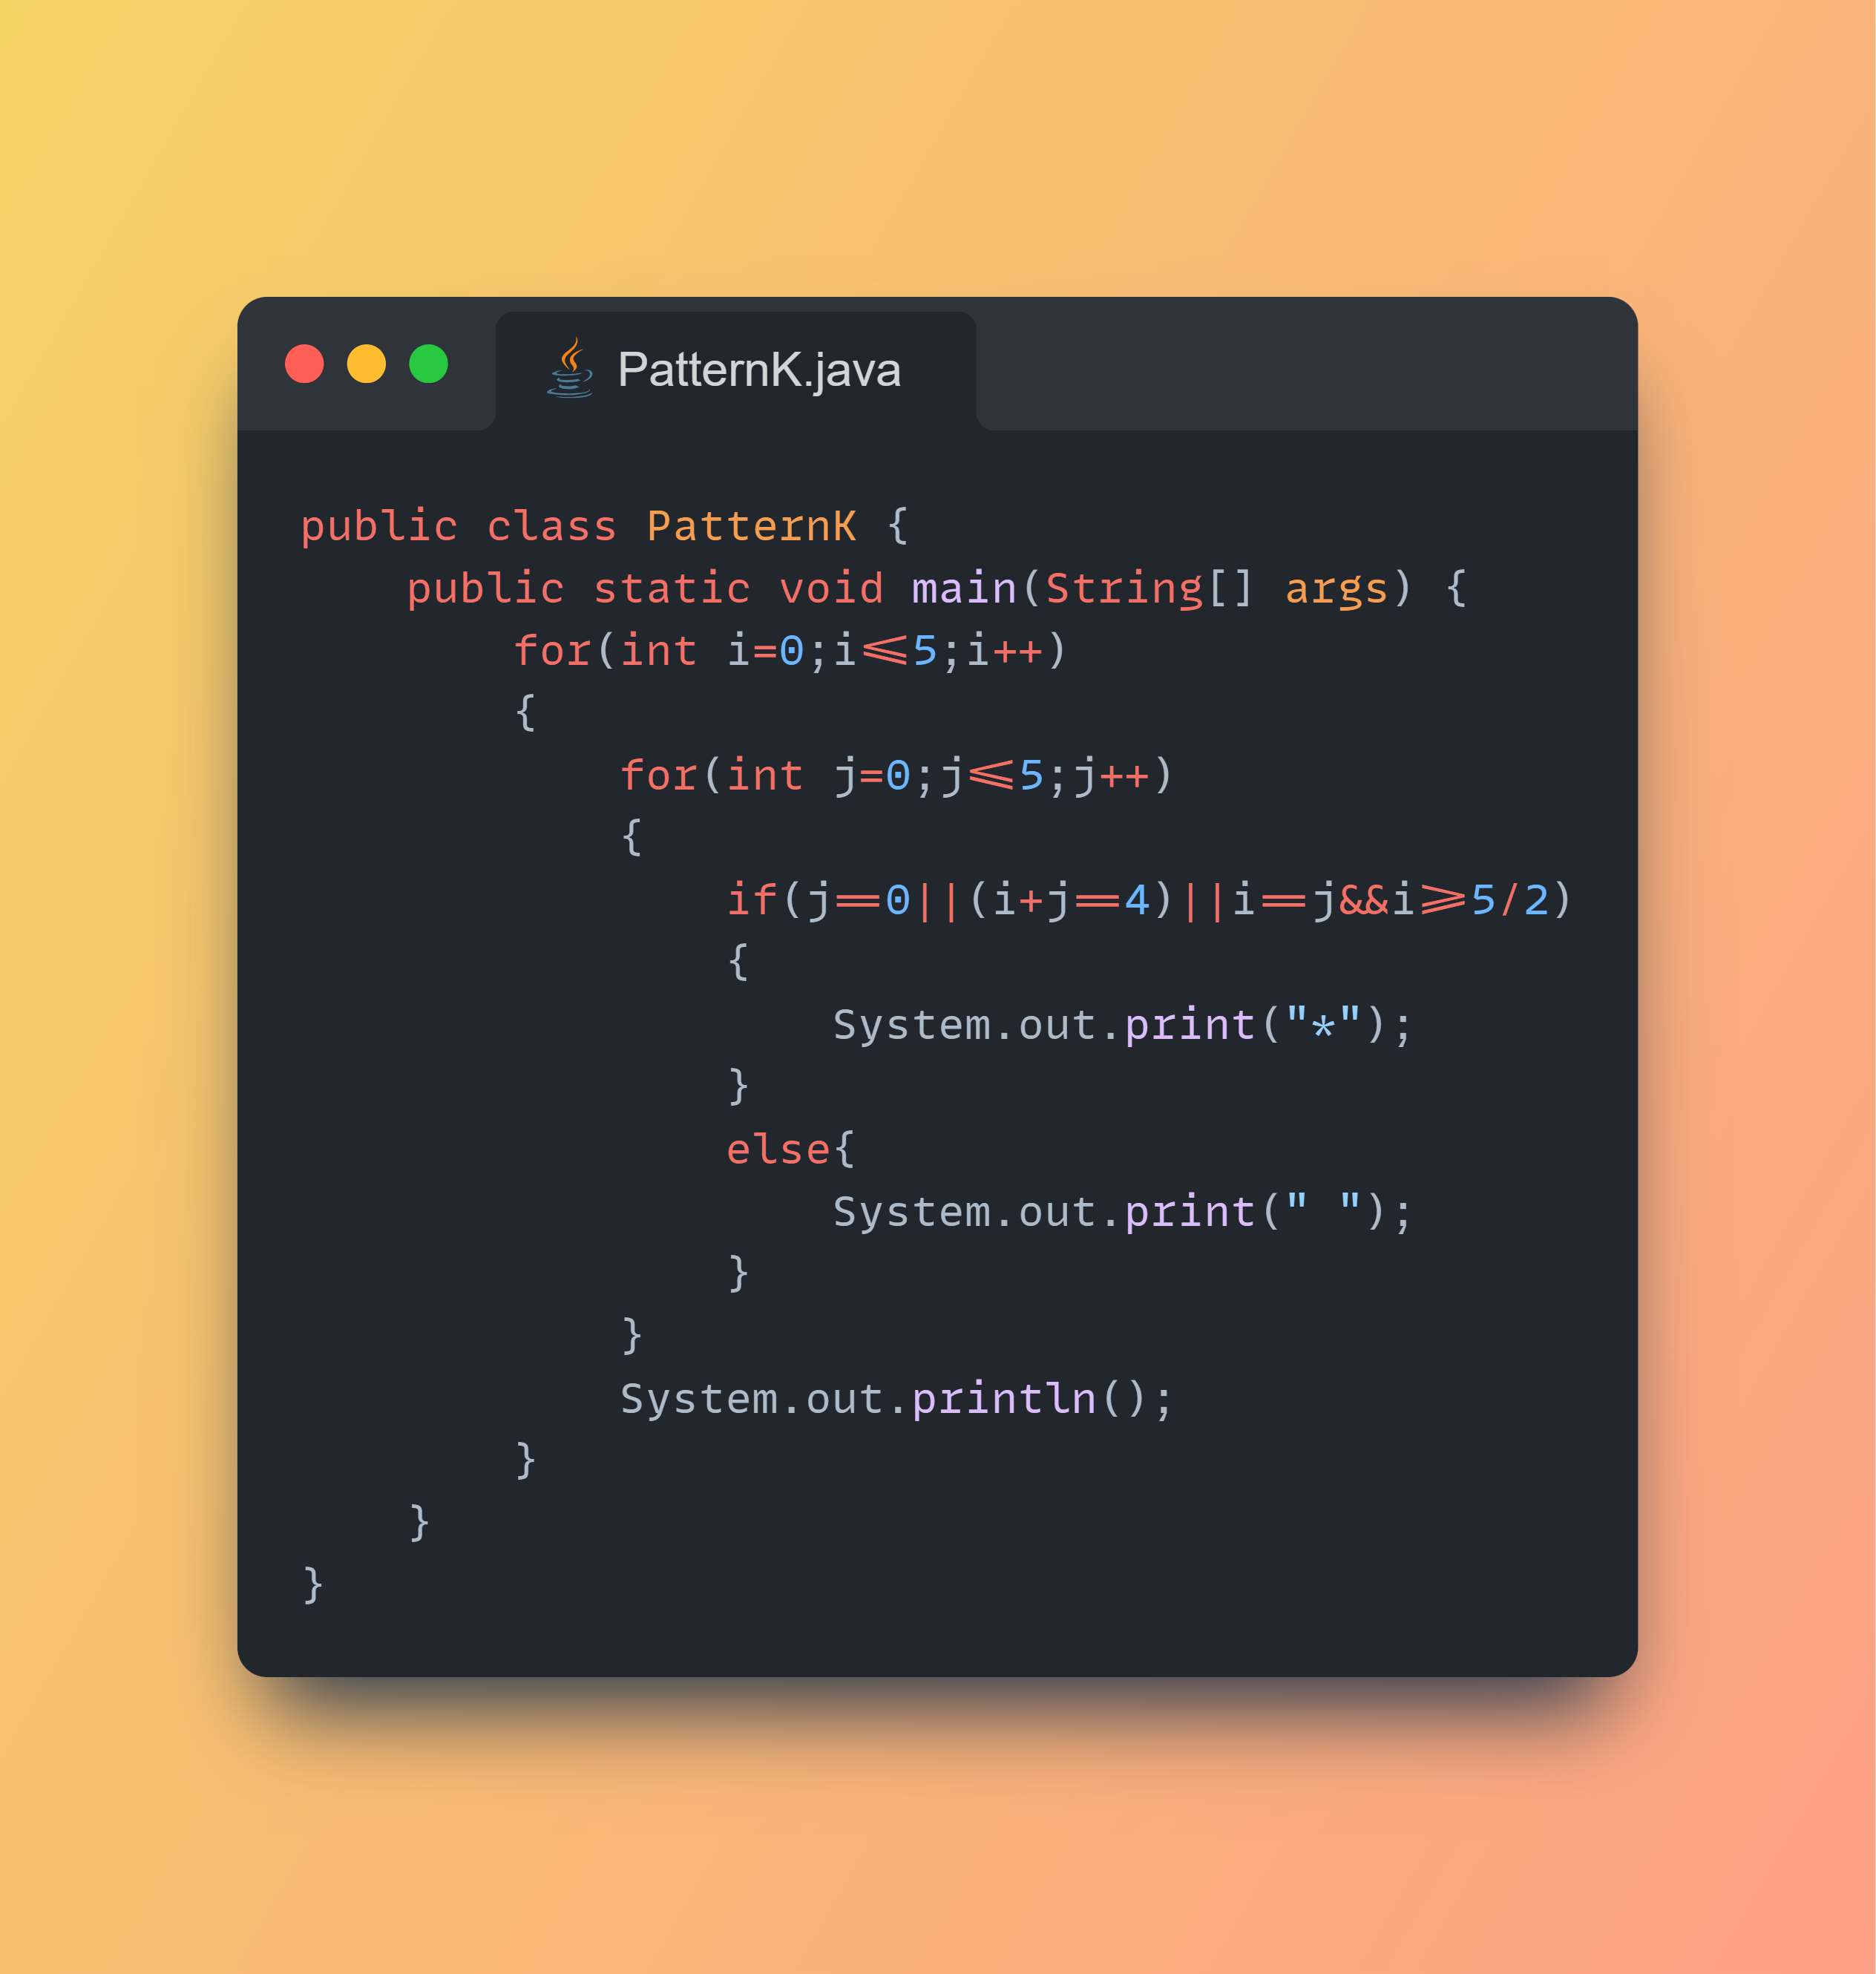 PatternK.java
public class PatternK {
    public static void main(String[] args) {
        for(int i=0;i<=5;i++)
        {
            for(int j=0;j<=5;j++)
            {
                if(j==0||(i+j==4)||i==j&&i>=5/2)
                {
                    System.out.print("*");
                }
                else{
                    System.out.print(" ");
                }
            }
            System.out.println();
        }
    }
}